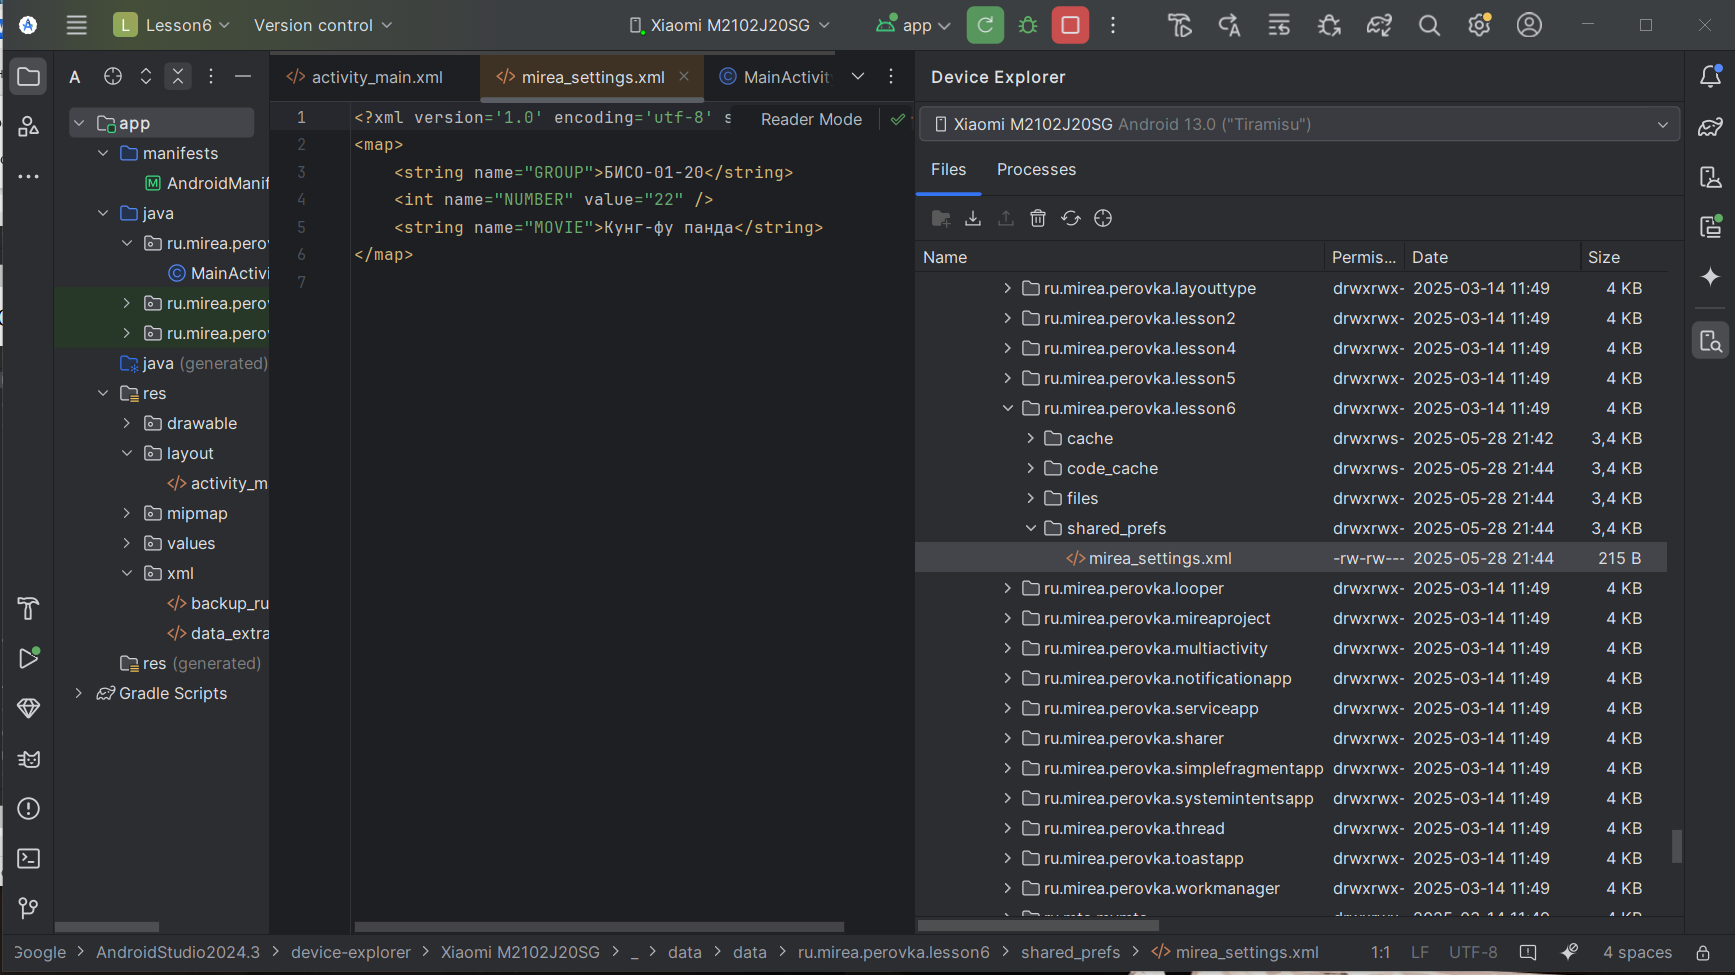 L Lesson6
Version control
Xiaomi M2102J20SG
app
A
app
manifests
AndroidManif
java
ru.mirea.perov
MainActivi
ru.mirea.perov
ru.mirea.perov
java (generated)
res
drawable
layout
activity_m
mipmap
values
xml
backup_ru
data_extra
res (generated)
Gradle Scripts
activity_main.xml
mirea_settings.xml
MainActivit
Reader Mode
1 <?xml version='1.0' encoding='utf-8' s
2 <map>
3 <string name="GROUP">БИСО-01-20</string>
4 <int name="NUMBER" value="22" />
5 <string name="MOVIE">Кунг-фу панда</string>
6 </map>
7
Device Explorer
Xiaomi M2102J20SG Android 13.0 ("Tiramisu")
Files Processes
Name Permis... Date Size
ru.mirea.perovka.layouttype drwxrwx- 2025-03-14 11:49 4 KB
ru.mirea.perovka.lesson2 drwxrwx- 2025-03-14 11:49 4 KB
ru.mirea.perovka.lesson4 drwxrwx- 2025-03-14 11:49 4 KB
ru.mirea.perovka.lesson5 drwxrwx- 2025-03-14 11:49 4 KB
ru.mirea.perovka.lesson6 drwxrwx- 2025-03-14 11:49 4 KB
cache drwxrws- 2025-05-28 21:42 3,4 KB
code_cache drwxrws- 2025-05-28 21:44 3,4 KB
files drwxrwx- 2025-05-28 21:44 3,4 KB
shared_prefs drwxrwx- 2025-05-28 21:44 3,4 KB
mirea_settings.xml -rw-rw--- 2025-05-28 21:44 215 B
ru.mirea.perovka.looper drwxrwx- 2025-03-14 11:49 4 KB
ru.mirea.perovka.mireaproject drwxrwx- 2025-03-14 11:49 4 KB
ru.mirea.perovka.multiactivity drwxrwx- 2025-03-14 11:49 4 KB
ru.mirea.perovka.notificationapp drwxrwx- 2025-03-14 11:49 4 KB
ru.mirea.perovka.serviceapp drwxrwx- 2025-03-14 11:49 4 KB
ru.mirea.perovka.sharer drwxrwx- 2025-03-14 11:49 4 KB
ru.mirea.perovka.simplefragmentapp drwxrwx- 2025-03-14 11:49 4 KB
ru.mirea.perovka.systemintentsapp drwxrwx- 2025-03-14 11:49 4 KB
ru.mirea.perovka.thread drwxrwx- 2025-03-14 11:49 4 KB
ru.mirea.perovka.toastapp drwxrwx- 2025-03-14 11:49 4 KB
ru.mirea.perovka.workmanager drwxrwx- 2025-03-14 11:49 4 KB
Google > AndroidStudio2024.3 > device-explorer > Xiaomi M2102J20SG > _ > data > data > ru.mirea.perovka.lesson6 > shared_prefs > mirea_settings.xml 1:1 LF UTF-8 4 spaces